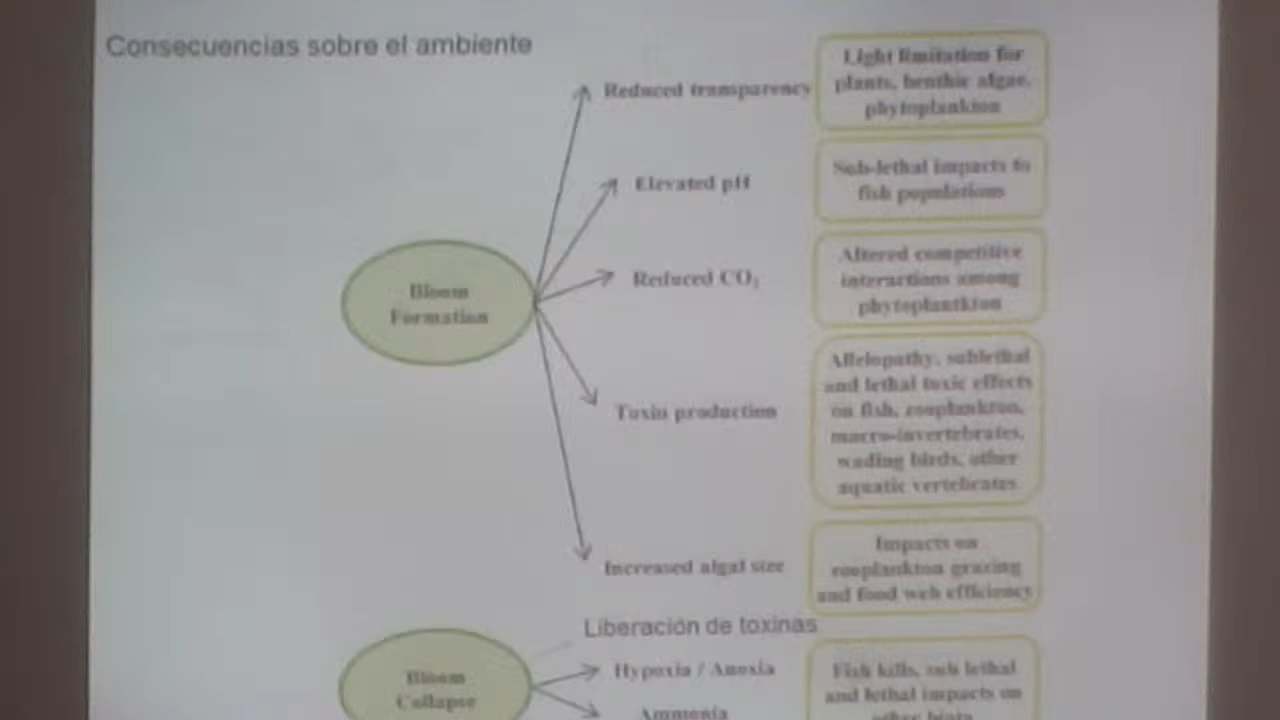 Consecuencias sobre el ambiente
Reduced transparency
Light limitation for
plants, benthic algae,
phytoplankton
Elevated pH
Sub-lethal impacts to
fish populations
Bloom
Formation
Reduced CO₂
Altered competitive
interactions among
phytoplantkton
Toxin production
Allelopathy, sublethal
and lethal toxic effects
on fish, zooplankton,
macro-invertebrates,
wading birds, other
aquatic vertebrates
Increased algal size
Impacts on
zooplankton grazing
and food web efficiency
Liberación de toxinas
Bloom
Collapse
Hypoxia / Anoxia
Ammonia
Fish kills, sub lethal
and lethal impacts on
other biota